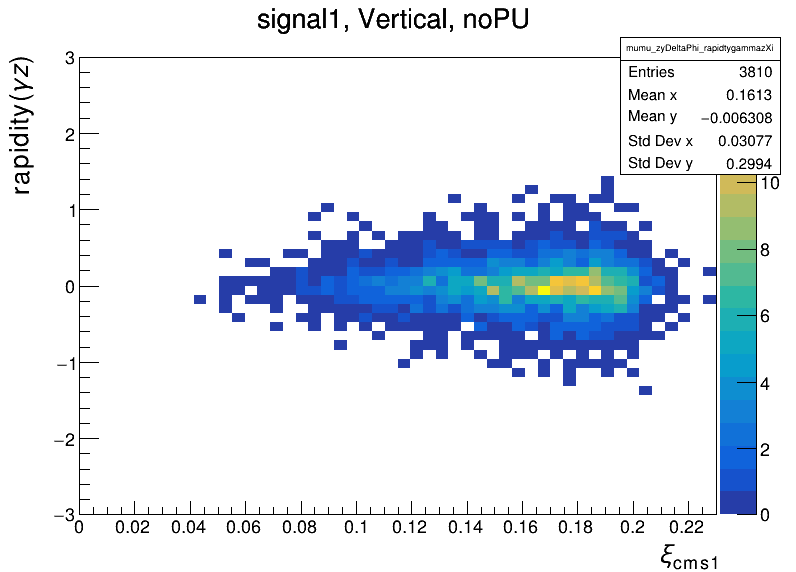 signal1, Vertical, noPU
mumu_zyDeltaPhi_rapidtygammazXi
Entries 3810
Mean x 0.1613
Mean y −0.006308
Std Dev x 0.03077
Std Dev y 0.2994
rapidity(γz)
3
2
1
0
−1
−2
−3
0 0.02 0.04 0.06 0.08 0.1 0.12 0.14 0.16 0.18 0.2 0.22
ξcms1
10
8
6
4
2
0